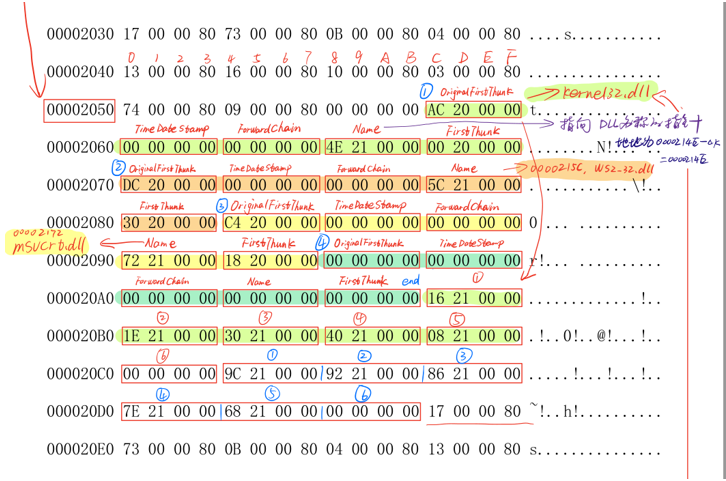 00002030 17 00 00 80 73 00 00 80 0B 00 00 80 04 00 00 80 ....s...........
0 1 2 3 4 5 6 7 8 9 A B C D E F
00002040 13 00 00 80 16 00 00 80 10 00 00 80 03 00 00 80 ................
① OriginalFirstThunk
00002050 74 00 00 80 09 00 00 80 00 00 00 00 AC 20 00 00 t kernel32.dll
TimeDateStamp ForwardChain Name FirstThunk 指向DLL名称的指针
00002060 00 00 00 00 00 00 00 00 4E 21 00 00 00 20 00 00 N! 地址为0000214E
=0000214E
② OriginalFirstThunk TimeDateStamp ForwardChain Name 0000215C, WS2_32.dll
00002070 DC 20 00 00 00 00 00 00 00 00 00 00 5C 21 00 00 \!..
FirstThunk ③ OriginalFirstThunk TimeDateStamp ForwardChain
00002080 30 20 00 00 C4 20 00 00 00 00 00 00 00 00 00 00 0
00002172
msvcrt.dll Name FirstThunk ④ OriginalFirstThunk TimeDateStamp
00002090 72 21 00 00 18 20 00 00 00 00 00 00 00 00 00 00 r!
ForwardChain Name FirstThunk end ①
000020A0 00 00 00 00 00 00 00 00 00 00 00 00 16 21 00 00 .............!..
② ③ ④ ⑤
000020B0 1E 21 00 00 30 21 00 00 40 21 00 00 08 21 00 00 .!..0!..@!...!..
⑥ ① ② ③
000020C0 00 00 00 00 9C 21 00 00 92 21 00 00 86 21 00 00 .....!...!...!..
④ ⑤ ⑥
000020D0 7E 21 00 00 68 21 00 00 00 00 00 00 17 00 00 80 ~!..h!..........
000020E0 73 00 00 80 0B 00 00 80 04 00 00 80 13 00 00 80 s...............